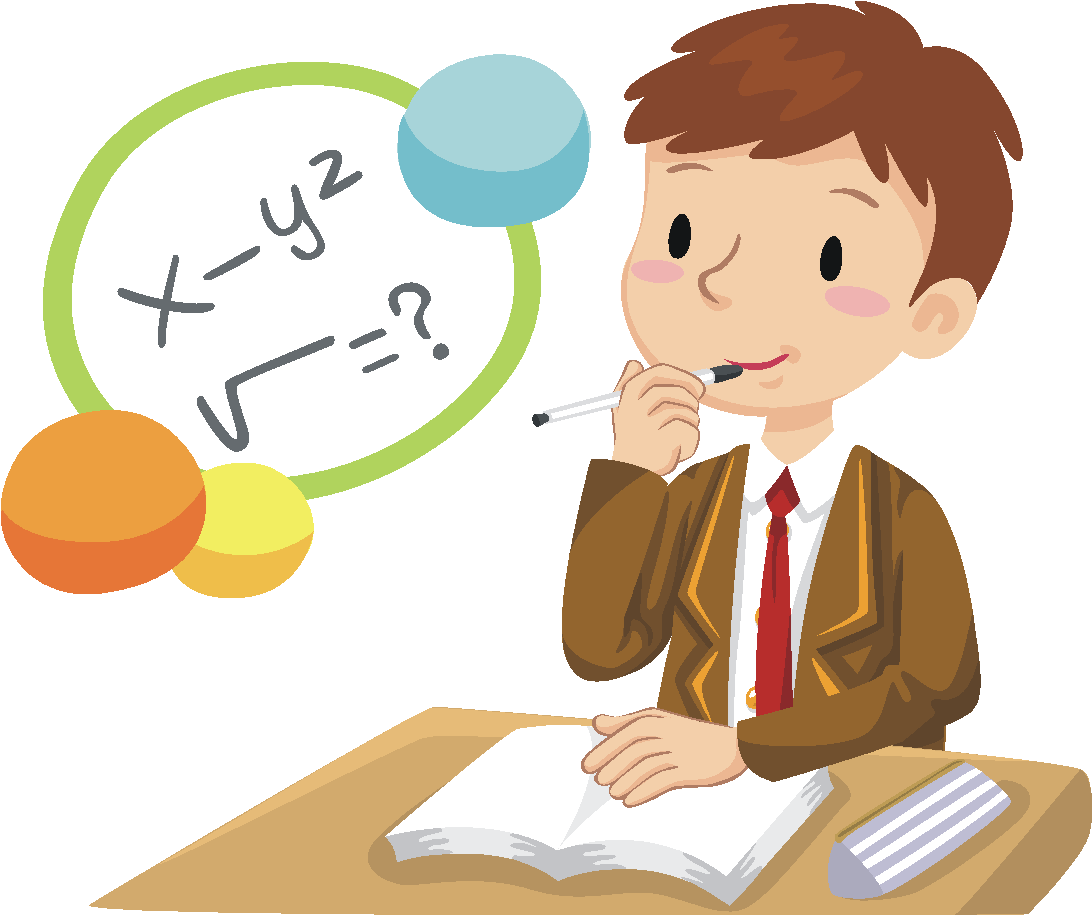 x - y²
√ = ?